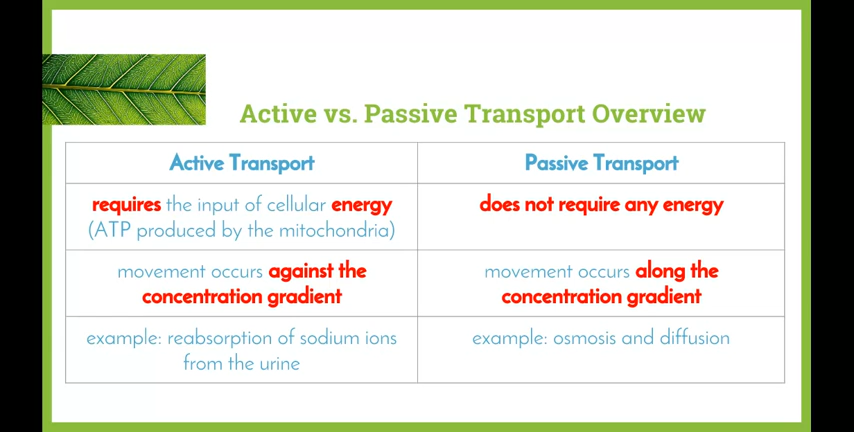 Active vs. Passive Transport Overview
Active Transport
Passive Transport
requires the input of cellular energy
(ATP produced by the mitochondria)
does not require any energy
movement occurs against the
concentration gradient
movement occurs along the
concentration gradient
example: reabsorption of sodium ions
from the urine
example: osmosis and diffusion